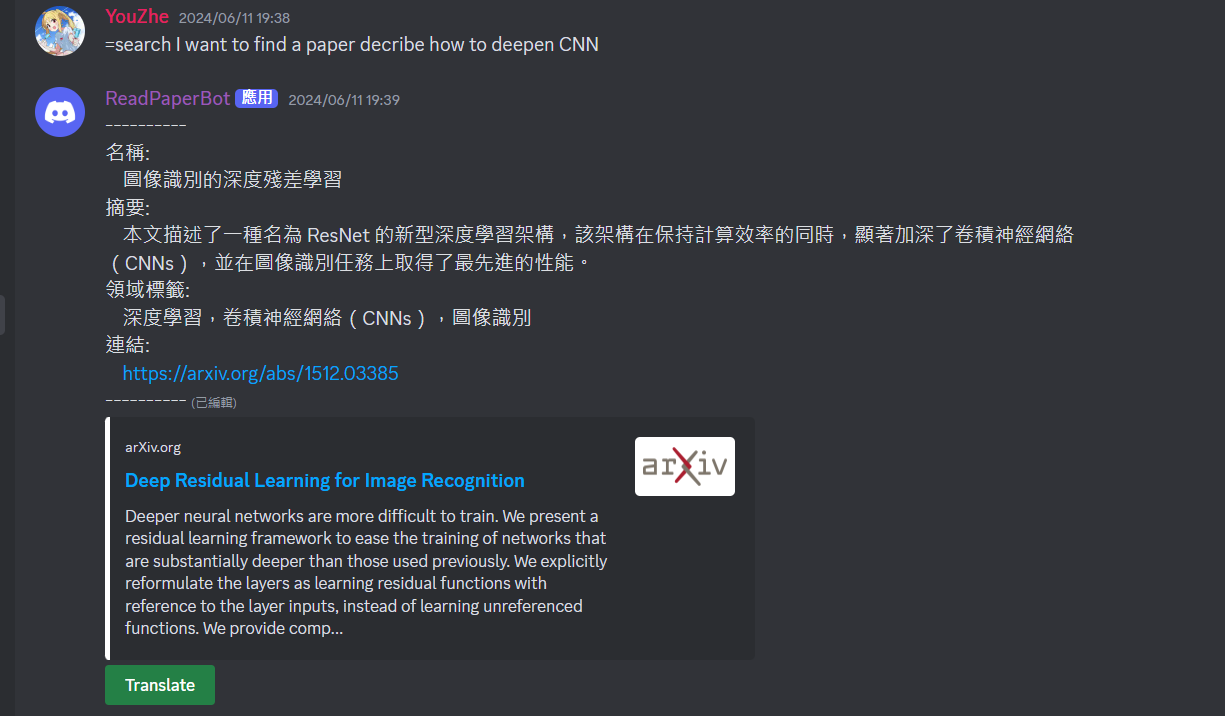 YouZhe 2024/06/11 19:38
=search I want to find a paper decribe how to deepen CNN
ReadPaperBot 應用 2024/06/11 19:39
----------
名稱:
圖像識別的深度殘差學習
摘要:
本文描述了一種名為 ResNet 的新型深度學習架構，該架構在保持計算效率的同時，顯著加深了卷積神經網絡
（CNNs），並在圖像識別任務上取得了最先進的性能。
領域標籤:
深度學習，卷積神經網絡（CNNs），圖像識別
連結:
https://arxiv.org/abs/1512.03385
---------- (已編輯)
arXiv.org
arXiv
Deep Residual Learning for Image Recognition
Deeper neural networks are more difficult to train. We present a
residual learning framework to ease the training of networks that
are substantially deeper than those used previously. We explicitly
reformulate the layers as learning residual functions with
reference to the layer inputs, instead of learning unreferenced
functions. We provide comp...
Translate